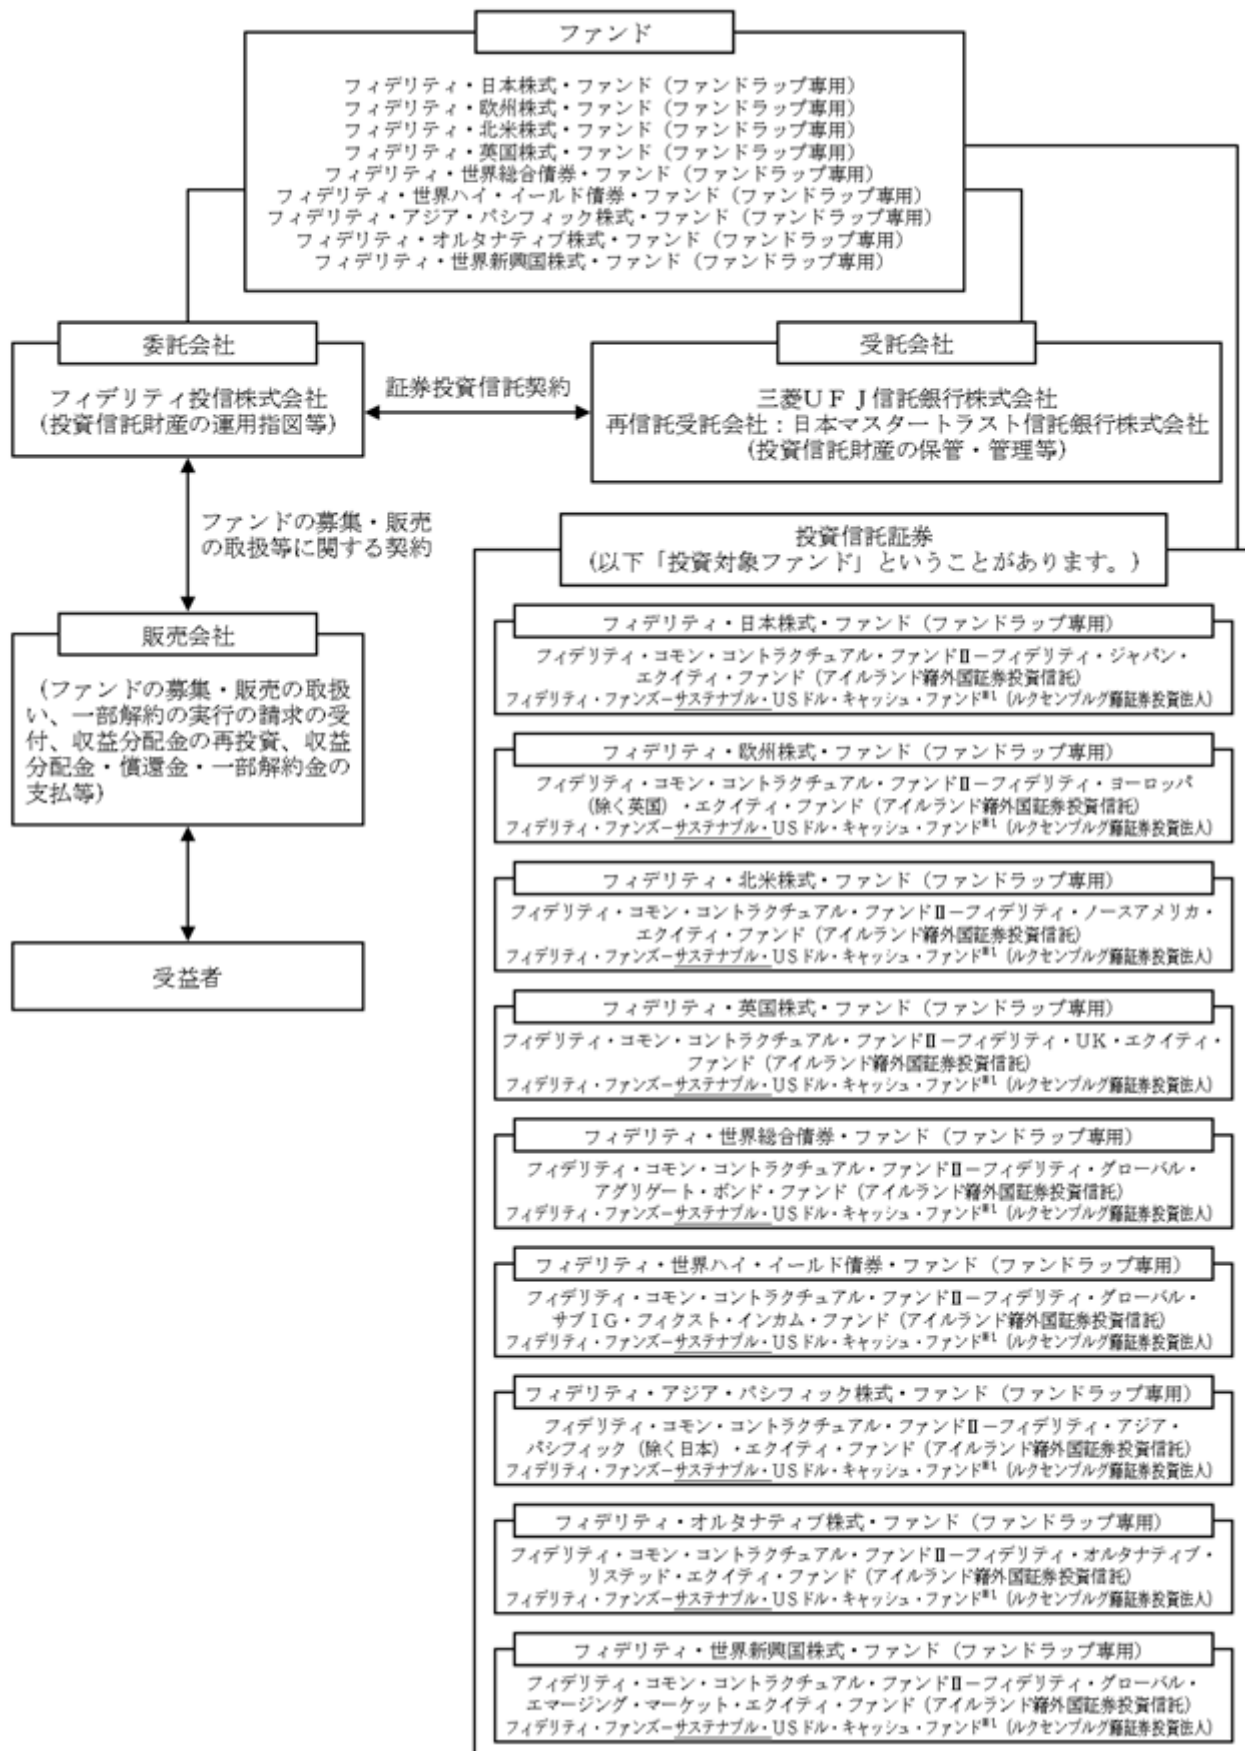 ファンド
フィデリティ・日本株式・ファンド（ファンドラップ専用）
フィデリティ・欧州株式・ファンド（ファンドラップ専用）
フィデリティ・北米株式・ファンド（ファンドラップ専用）
フィデリティ・英国株式・ファンド（ファンドラップ専用）
フィデリティ・世界総合債券・ファンド（ファンドラップ専用）
フィデリティ・世界ハイ・イールド債券・ファンド（ファンドラップ専用）
フィデリティ・アジア・パシフィック株式・ファンド（ファンドラップ専用）
フィデリティ・オルタナティブ株式・ファンド（ファンドラップ専用）
フィデリティ・世界新興国株式・ファンド（ファンドラップ専用）
委託会社
フィデリティ投信株式会社
(投資信託財産の運用指図等)
証券投資信託契約
受託会社
三菱ＵＦＪ信託銀行株式会社
再信託受託会社：日本マスタートラスト信託銀行株式会社
(投資信託財産の保管・管理等)
ファンドの募集・販売
の取扱等に関する契約
販売会社
（ファンドの募集・販売の取扱
い、一部解約の実行の請求の受
付、収益分配金の再投資、収益
分配金・償還金・一部解約金の
支払等）
受益者
投資信託証券
(以下「投資対象ファンド」ということがあります。)
フィデリティ・日本株式・ファンド（ファンドラップ専用）
フィデリティ・コモン・コントラクチュアル・ファンドⅡ－フィデリティ・ジャパン・
エクイティ・ファンド（アイルランド籍外国証券投資信託）
フィデリティ・ファンズ－サステナブル・ＵＳドル・キャッシュ・ファンド※1（ルクセンブルグ籍証券投資法人）
フィデリティ・欧州株式・ファンド（ファンドラップ専用）
フィデリティ・コモン・コントラクチュアル・ファンドⅡ－フィデリティ・ヨーロッパ
（除く英国）・エクイティ・ファンド（アイルランド籍外国証券投資信託）
フィデリティ・ファンズ－サステナブル・ＵＳドル・キャッシュ・ファンド※1（ルクセンブルグ籍証券投資法人）
フィデリティ・北米株式・ファンド（ファンドラップ専用）
フィデリティ・コモン・コントラクチュアル・ファンドⅡ－フィデリティ・ノースアメリカ・
エクイティ・ファンド（アイルランド籍外国証券投資信託）
フィデリティ・ファンズ－サステナブル・ＵＳドル・キャッシュ・ファンド※1（ルクセンブルグ籍証券投資法人）
フィデリティ・英国株式・ファンド（ファンドラップ専用）
フィデリティ・コモン・コントラクチュアル・ファンドⅡ－フィデリティ・ＵＫ・エクイティ・
ファンド（アイルランド籍外国証券投資信託）
フィデリティ・ファンズ－サステナブル・ＵＳドル・キャッシュ・ファンド※1（ルクセンブルグ籍証券投資法人）
フィデリティ・世界総合債券・ファンド（ファンドラップ専用）
フィデリティ・コモン・コントラクチュアル・ファンドⅡ－フィデリティ・グローバル・
アグリゲート・ボンド・ファンド（アイルランド籍外国証券投資信託）
フィデリティ・ファンズ－サステナブル・ＵＳドル・キャッシュ・ファンド※1（ルクセンブルグ籍証券投資法人）
フィデリティ・世界ハイ・イールド債券・ファンド（ファンドラップ専用）
フィデリティ・コモン・コントラクチュアル・ファンドⅡ－フィデリティ・グローバル・
サブＩＧ・フィクスト・インカム・ファンド（アイルランド籍外国証券投資信託）
フィデリティ・ファンズ－サステナブル・ＵＳドル・キャッシュ・ファンド※1（ルクセンブルグ籍証券投資法人）
フィデリティ・アジア・パシフィック株式・ファンド（ファンドラップ専用）
フィデリティ・コモン・コントラクチュアル・ファンドⅡ－フィデリティ・アジア・
パシフィック（除く日本）・エクイティ・ファンド（アイルランド籍外国証券投資信託）
フィデリティ・ファンズ－サステナブル・ＵＳドル・キャッシュ・ファンド※1（ルクセンブルグ籍証券投資法人）
フィデリティ・オルタナティブ株式・ファンド（ファンドラップ専用）
フィデリティ・コモン・コントラクチュアル・ファンドⅡ－フィデリティ・オルタナティブ・
リステッド・エクイティ・ファンド（アイルランド籍外国証券投資信託）
フィデリティ・ファンズ－サステナブル・ＵＳドル・キャッシュ・ファンド※1（ルクセンブルグ籍証券投資法人）
フィデリティ・世界新興国株式・ファンド（ファンドラップ専用）
フィデリティ・コモン・コントラクチュアル・ファンドⅡ－フィデリティ・グローバル・
エマージング・マーケット・エクイティ・ファンド（アイルランド籍外国証券投資信託）
フィデリティ・ファンズ－サステナブル・ＵＳドル・キャッシュ・ファンド※1（ルクセンブルグ籍証券投資法人）